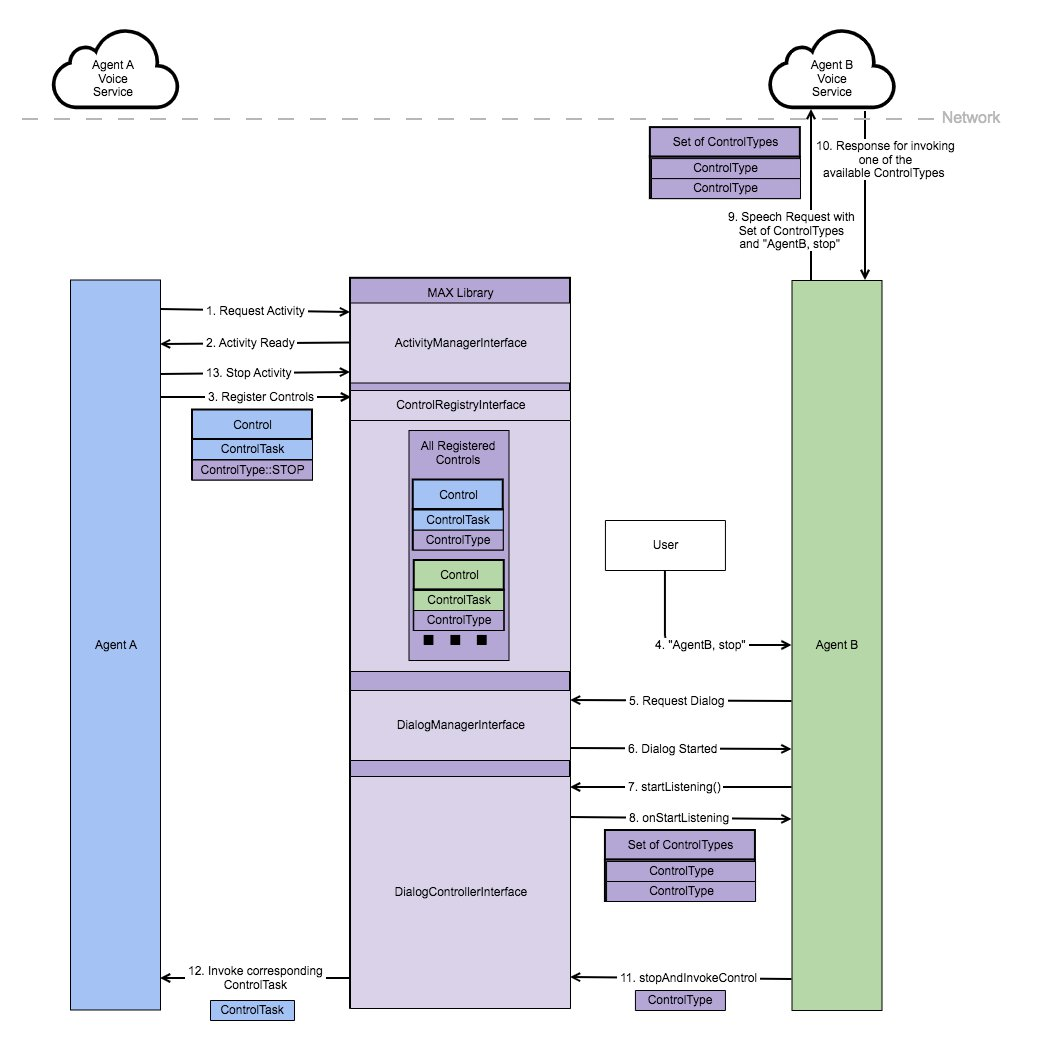 Agent A
Voice
Service
Agent B
Voice
Service
Network
Set of ControlTypes
ControlType
ControlType
10. Response for invoking
one of the
available ControlTypes
9. Speech Request with
Set of ControlTypes
and "AgentB, stop"
MAX Library
1. Request Activity
2. Activity Ready
ActivityManagerInterface
13. Stop Activity
3. Register Controls
ControlRegistryInterface
Control
ControlTask
ControlType::STOP
All Registered
Controls
Control
ControlTask
ControlType
Control
ControlTask
ControlType
User
4. "AgentB, stop"
Agent A
Agent B
5. Request Dialog
DialogManagerInterface
6. Dialog Started
7. startListening()
8. onStartListening
Set of ControlTypes
ControlType
ControlType
DialogControllerInterface
12. Invoke corresponding
ControlTask
ControlTask
11. stopAndInvokeControl
ControlType